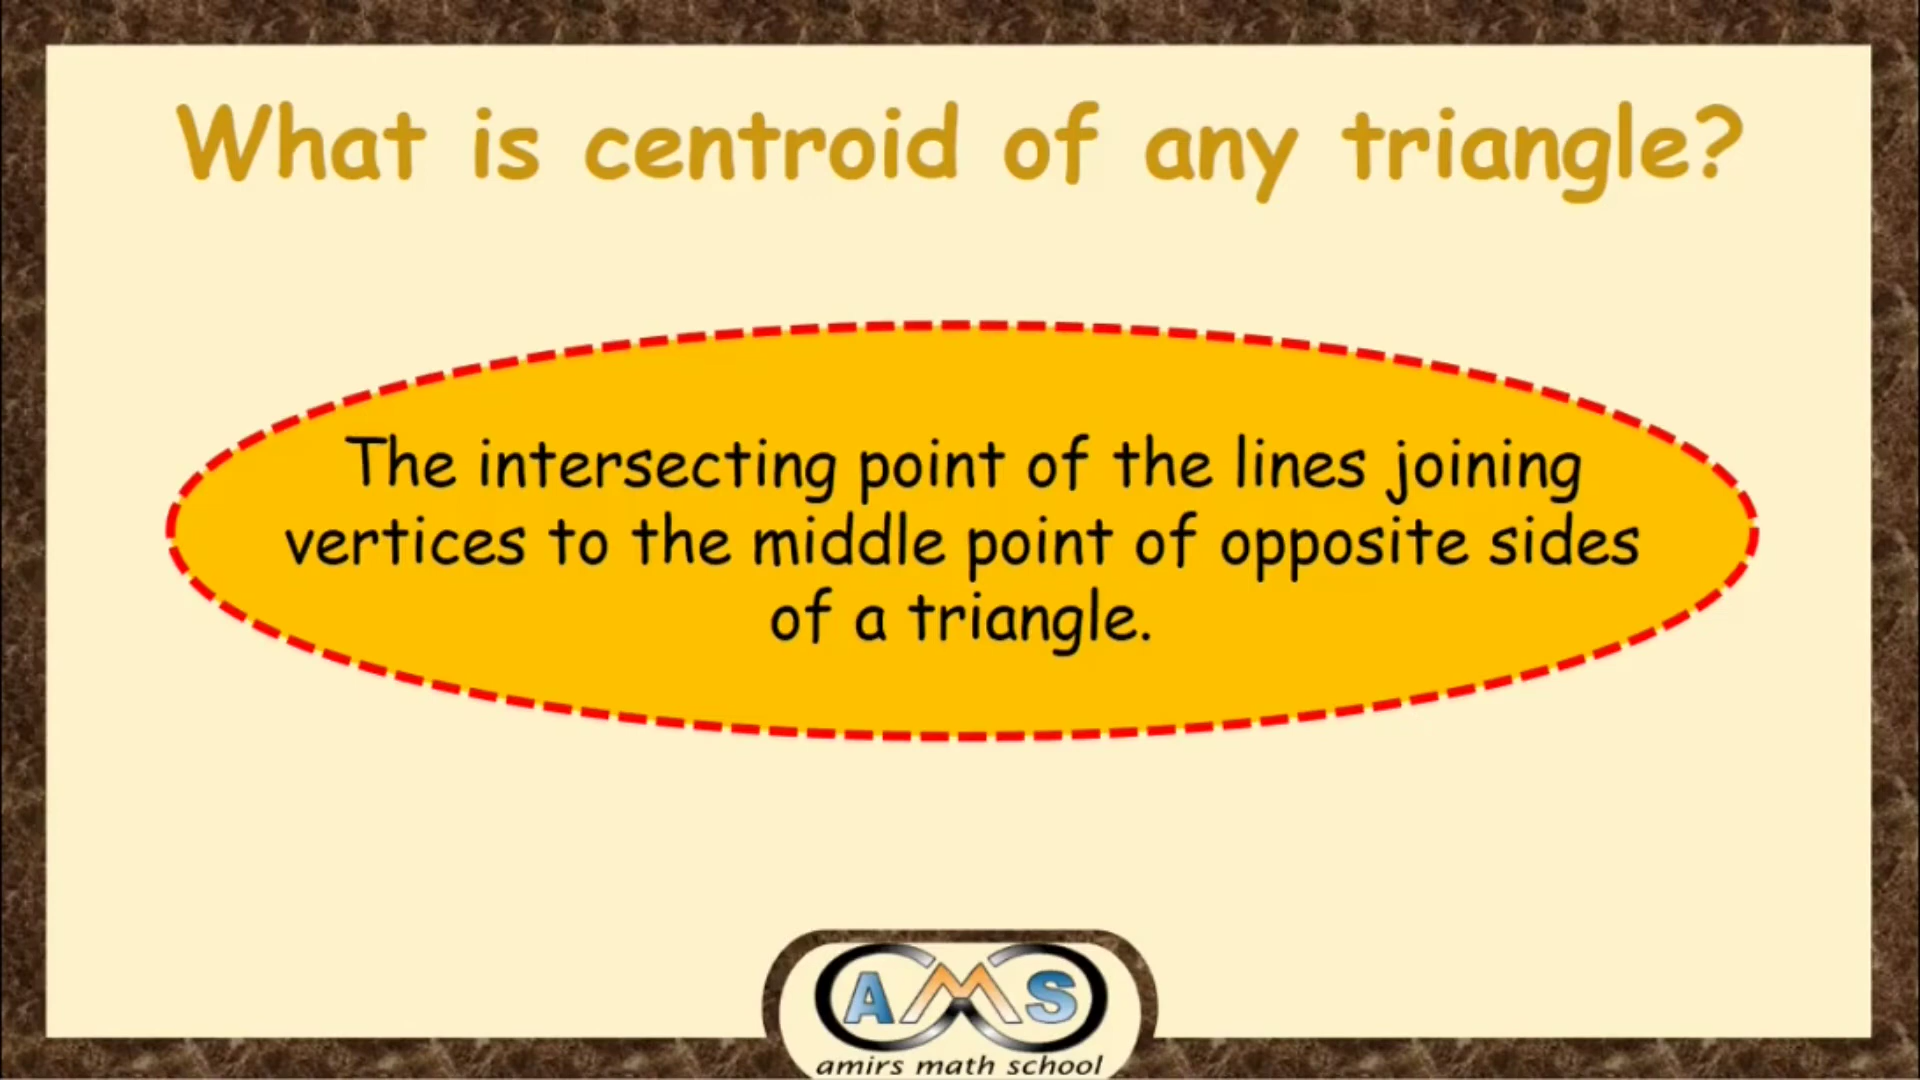 What is centroid of any triangle?
The intersecting point of the lines joining
vertices to the middle point of opposite sides
of a triangle.
AMS
amirs math school